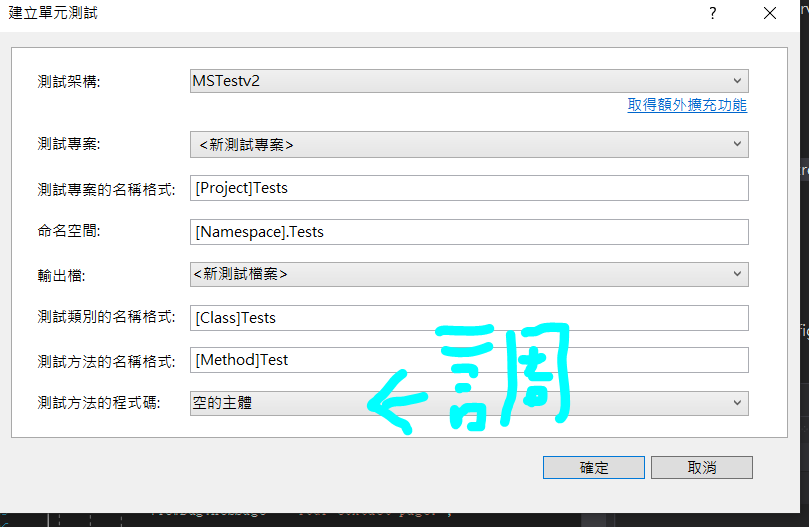 建立單元測試
?
測試架構: MSTestv2
取得額外擴充功能
測試專案: <新測試專案>
測試專案的名稱格式: [Project]Tests
命名空間: [Namespace].Tests
輸出檔: <新測試檔案>
測試類別的名稱格式: [Class]Tests
測試方法的名稱格式: [Method]Test
測試方法的程式碼: 空的主體
調
確定 取消